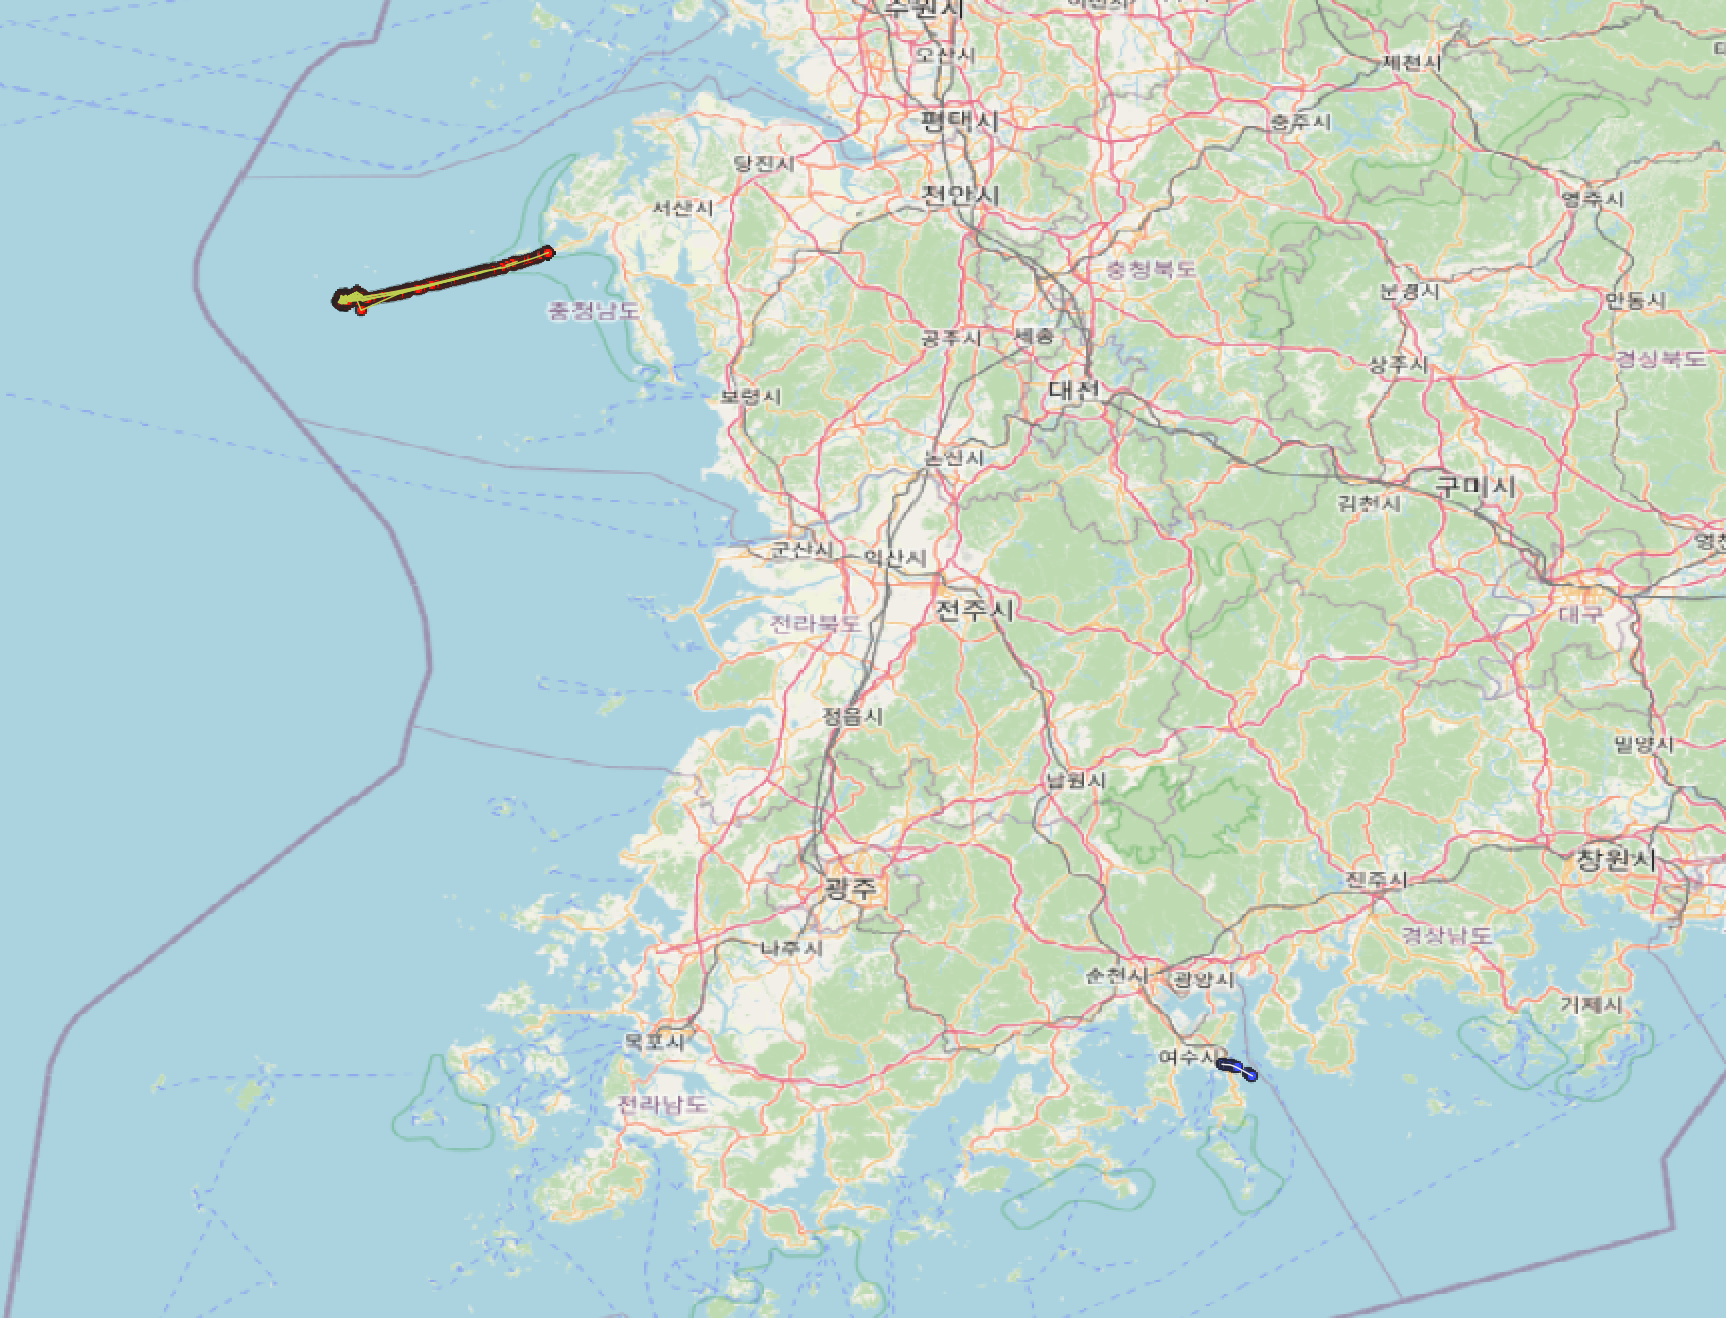 수원시
오산시
제천시
평택시
충주시
당진시
천안시
영주시
서산시
충청북도
문경시
안동시
충청남도
공주시
세종
경상북도
상주시
대전
보령시
논산시
구미시
김천시
군산시
익산시
전주시
대구
전라북도
정읍시
밀양시
남원시
창원시
진주시
광주
경상남도
나주시
순천시
광양시
거제시
목포시
여수시
전라남도